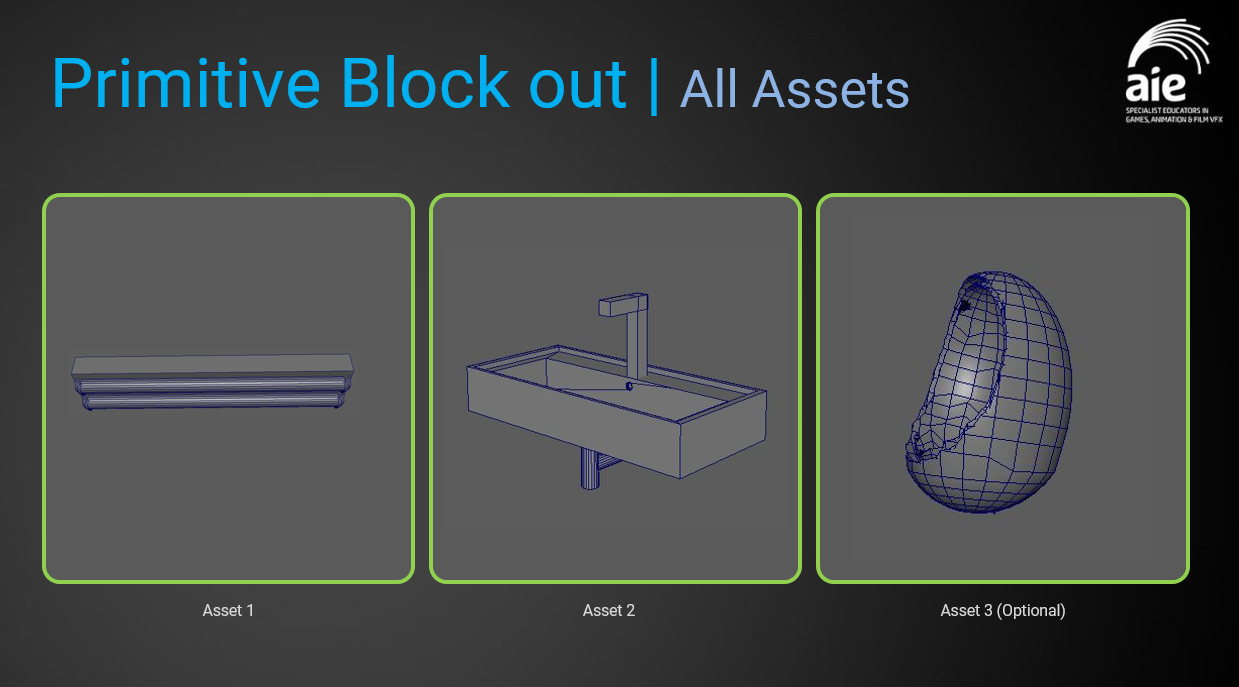 Primitive Block out | All Assets
aie
SPECIALIST EDUCATORS IN
GAMES, ANIMATION & FILM VFX
Asset 1
Asset 2
Asset 3 (Optional)